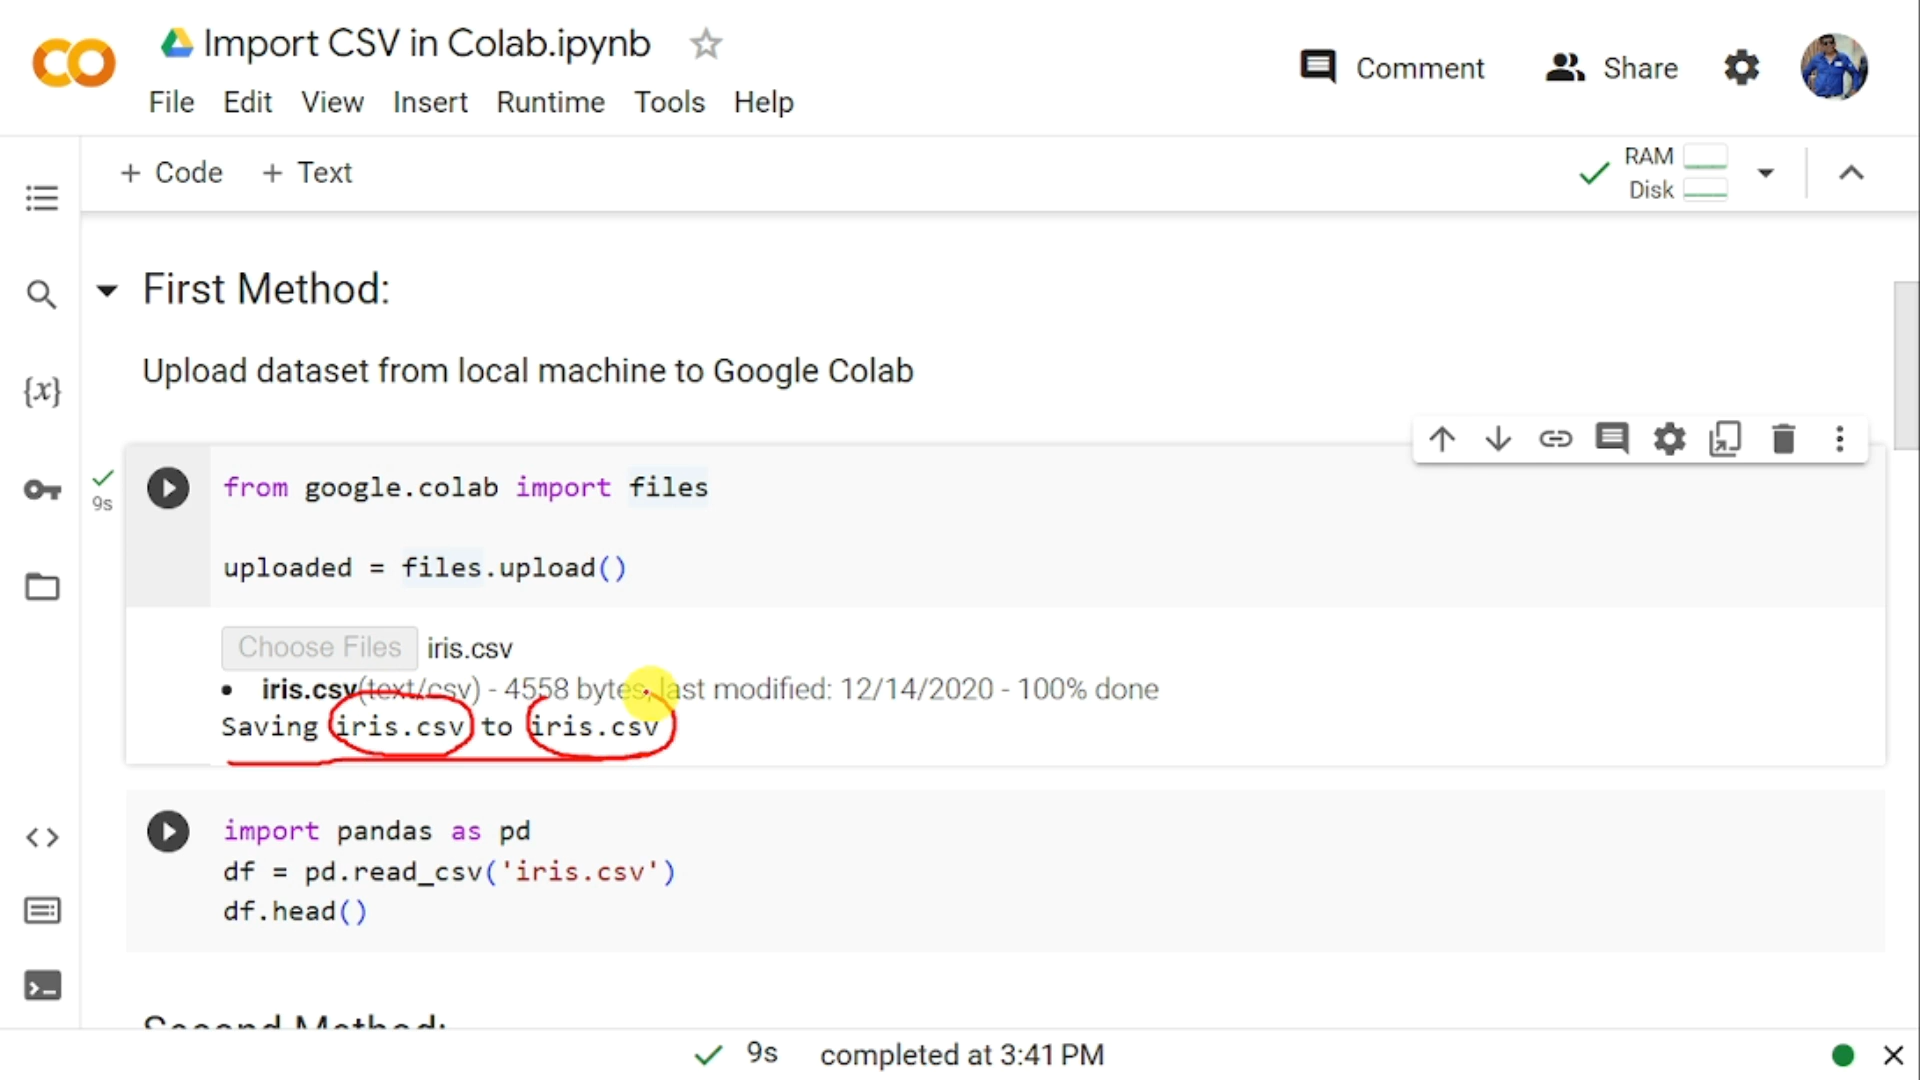 Import CSV in Colab.ipynb
Comment
Share
File Edit View Insert Runtime Tools Help
+ Code + Text
RAM
Disk
First Method:
Upload dataset from local machine to Google Colab
{x}
9s
from google.colab import files
uploaded = files.upload()
Choose Files iris.csv
• iris.csv(text/csv) - 4558 bytes, last modified: 12/14/2020 - 100% done
Saving iris.csv to iris.csv
import pandas as pd
df = pd.read_csv('iris.csv')
df.head()
Second Method:
9s completed at 3:41 PM